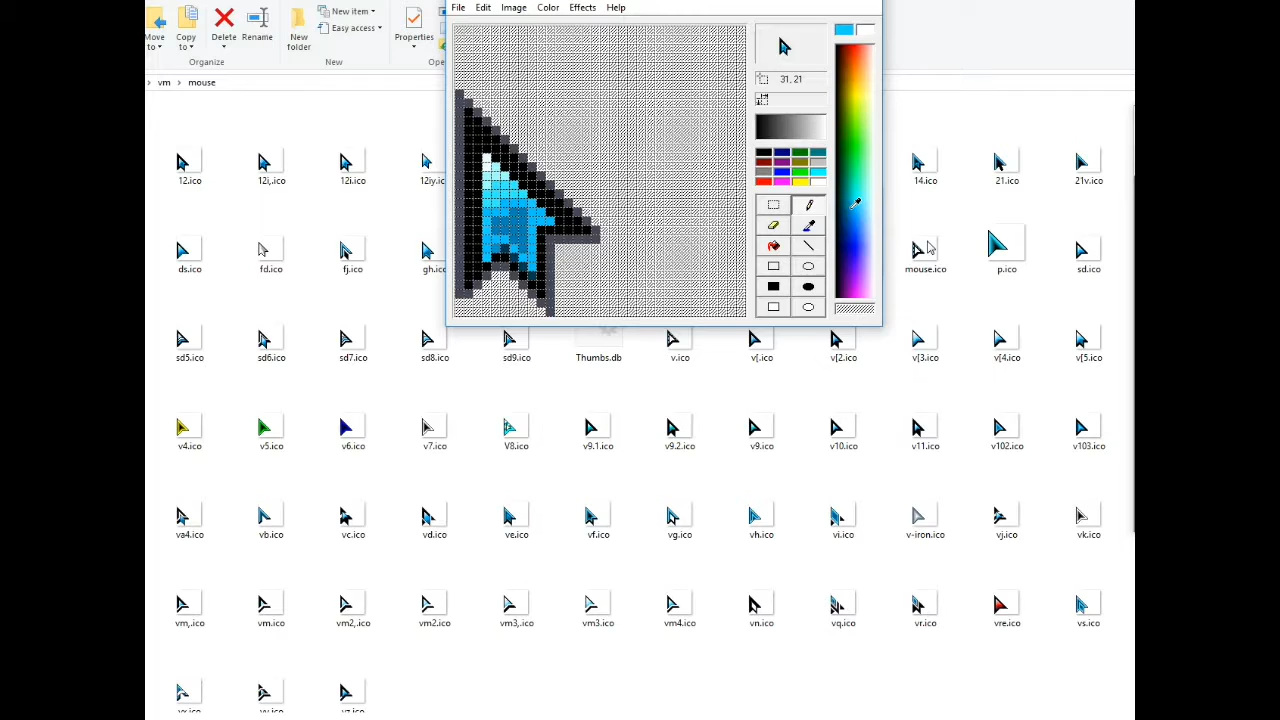 File Edit Image Color Effects Help
Move to Copy to Delete Rename New folder New item Easy access Properties
Organize New
vm mouse
31, 21
12.ico 12i,.ico 12i.ico 14.ico 21.ico 21v.ico
ds.ico fd.ico fj.ico mouse.ico p.ico sd.ico
sd5.ico sd6.ico sd7.ico sd8.ico sd9.ico Thumbs.db v.ico v[.ico v[2.ico v[3.ico v[4.ico v[5.ico
v4.ico v5.ico v6.ico v7.ico V8.ico v9.1.ico v9.2.ico v9.ico v10.ico v11.ico v102.ico v103.ico
va4.ico vb.ico vc.ico vd.ico ve.ico vf.ico vg.ico vh.ico vi.ico v-iron.ico vj.ico vk.ico
vm,.ico vm.ico vm2,.ico vm2.ico vm3,.ico vm3.ico vm4.ico vn.ico vq.ico vr.ico vre.ico vs.ico